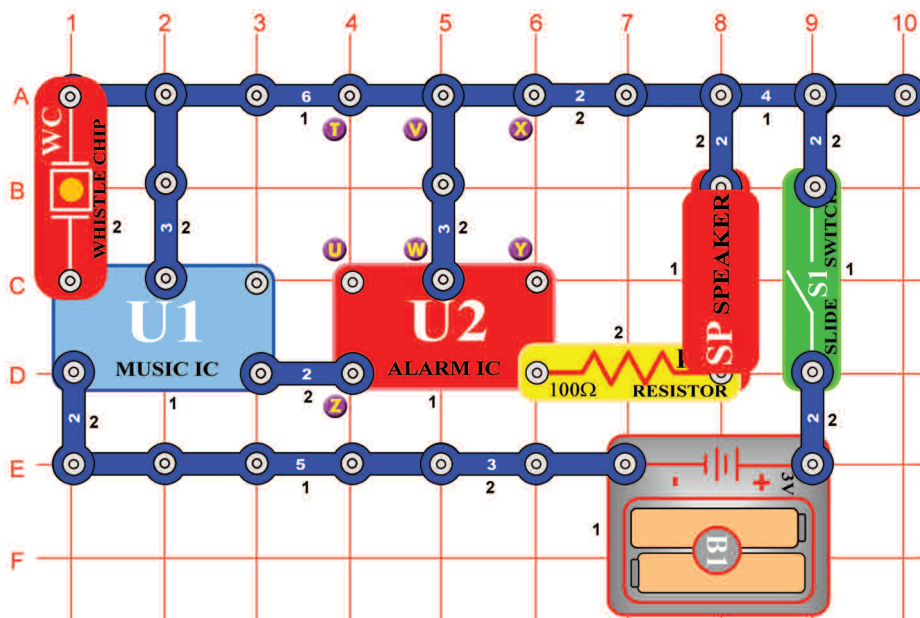 1 2 3 4 5 6 7 8 9 10
A
6
2
4
1
2
1
T V X
WC
WHISTLE CHIP
2
3
2
3
2
2
2
2
2
B
U W Y
C
U1
MUSIC IC
U2
ALARM IC
1
SP SPEAKER
S1
SLIDE SWITCH
1
2
D
2
2
100Ω
RESISTOR
1
1
Z
2
2
2
2
E
5
3
1
2
- +
3V
1
B1
F